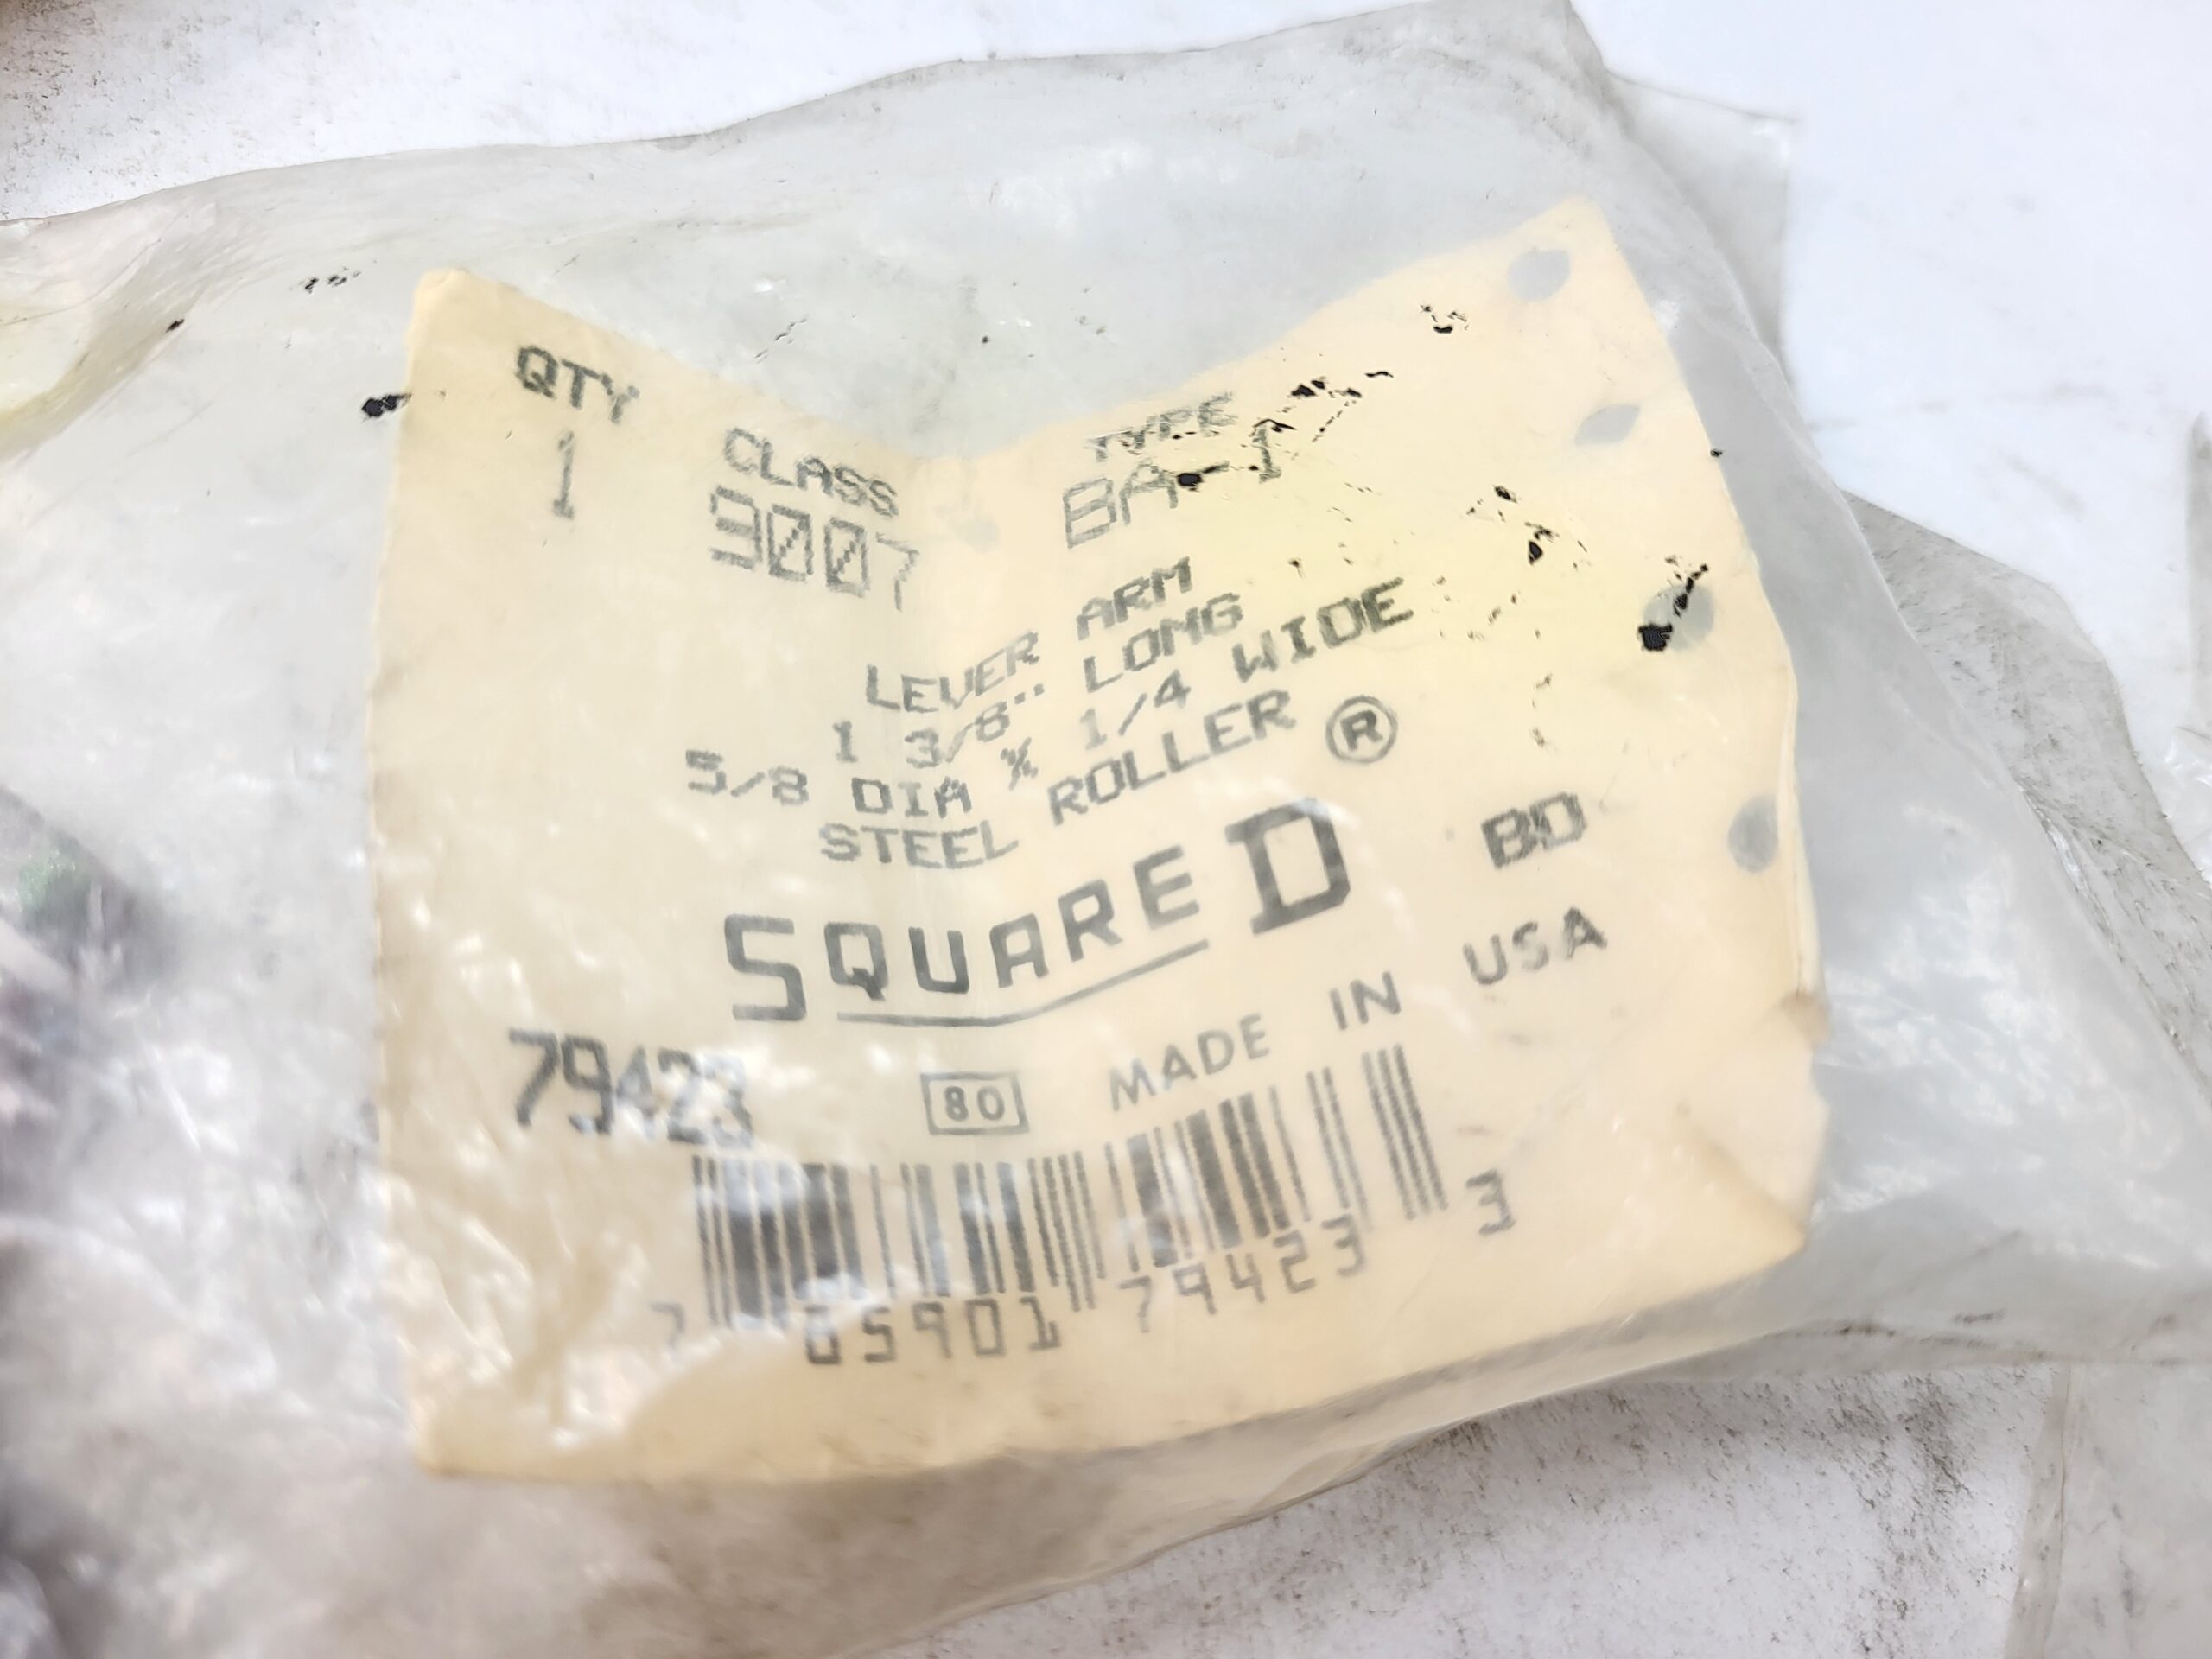 QTY CLASS TYPE
1 9007 BA-1
LEVER ARM
1 3/8" LONG
5/8 DIA X 1/4 WIDE
STEEL ROLLER ®
SQUARE D BD
79423 80 MADE IN USA
7 85901 79423 3